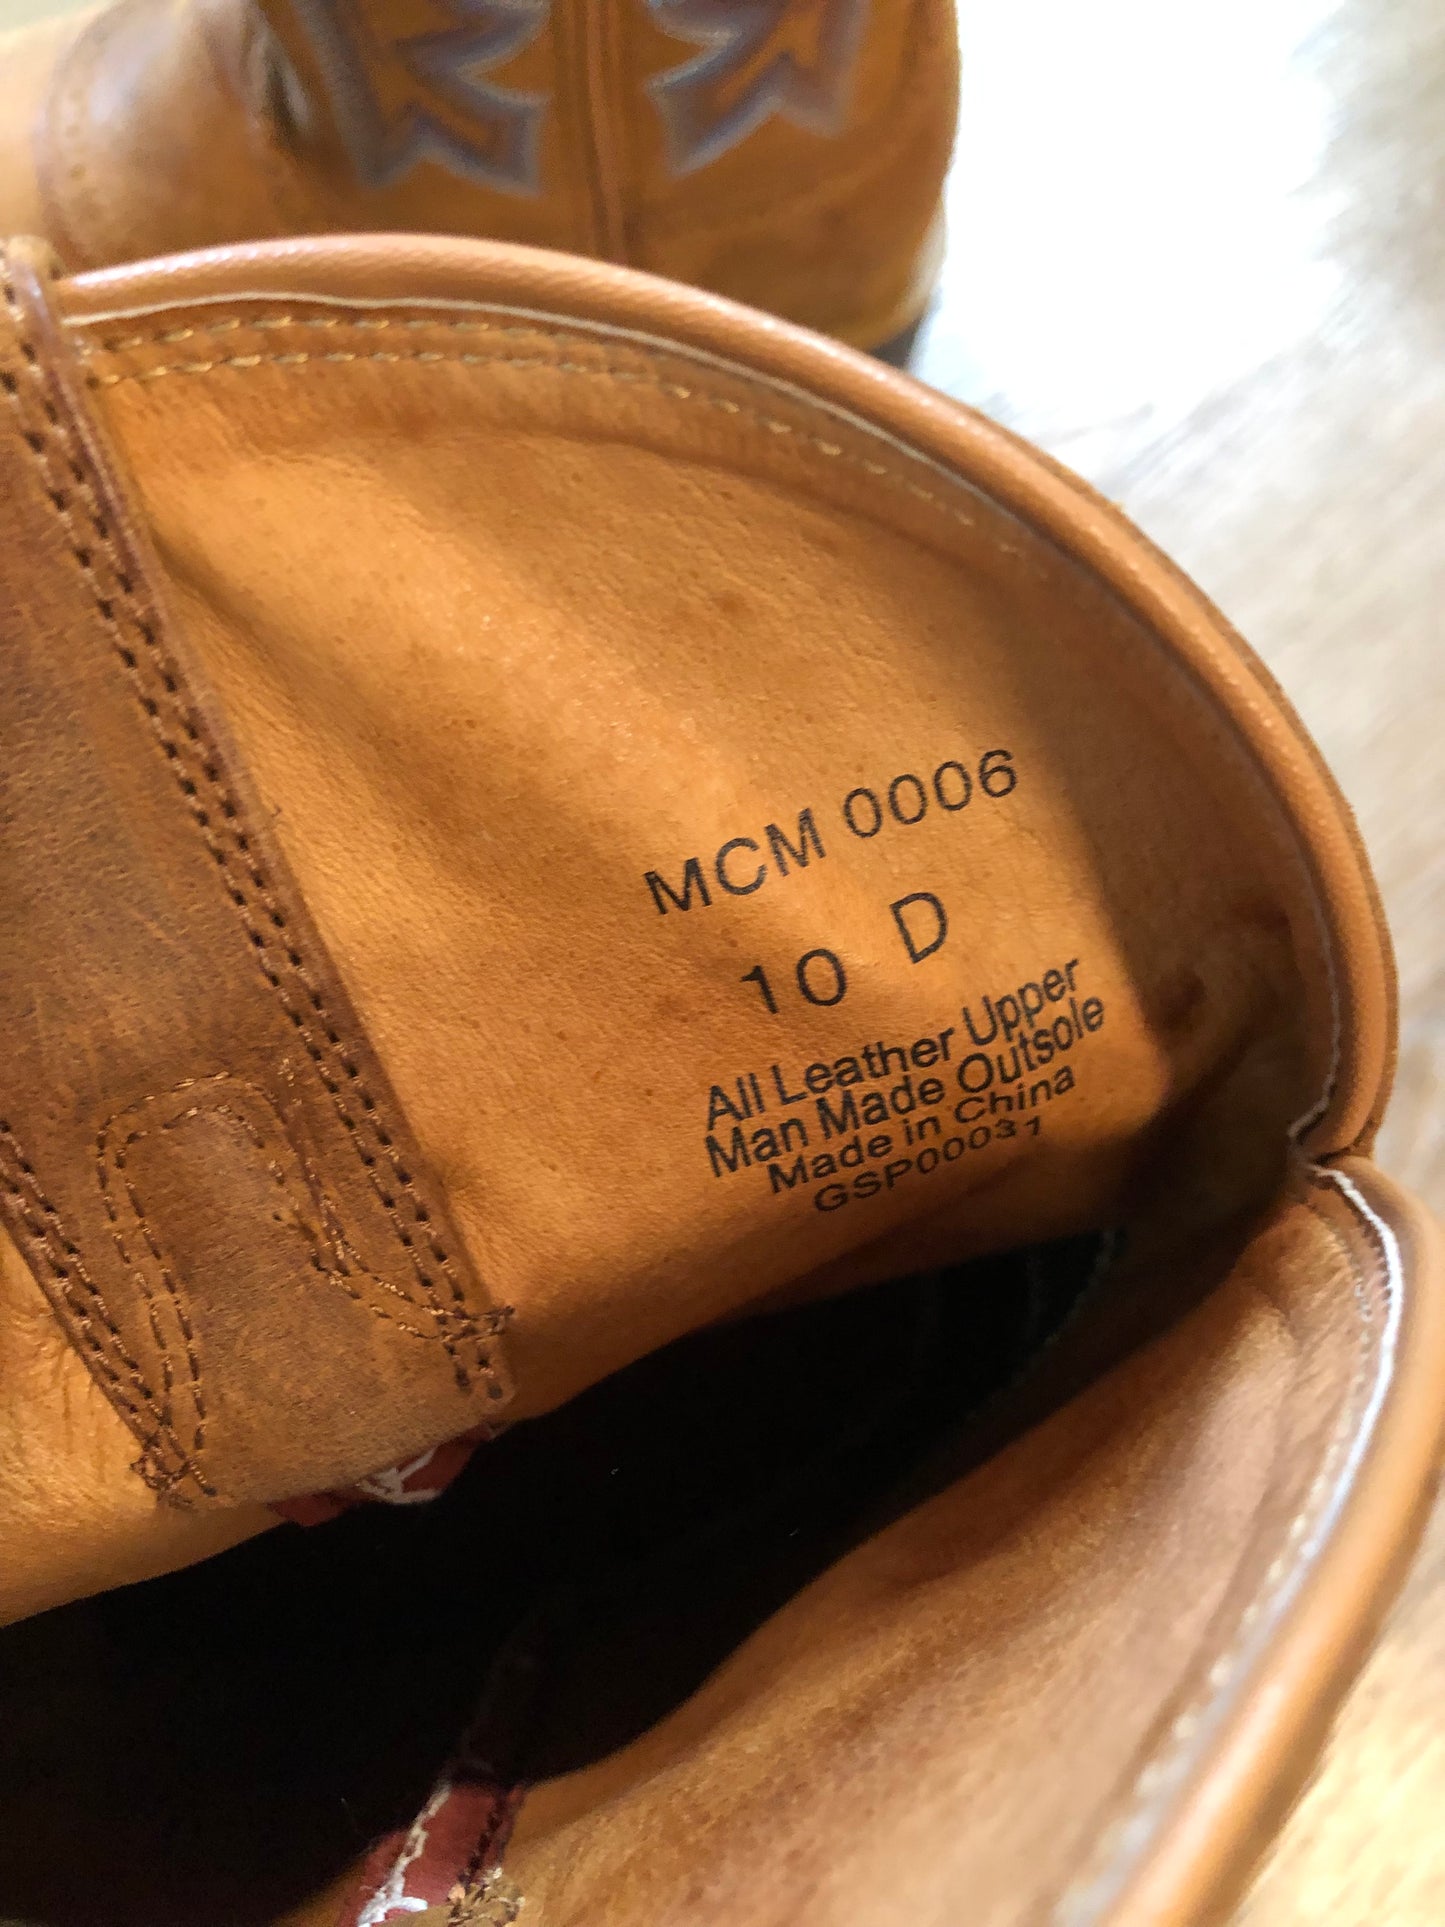 MCM 0006
10 D
All Leather Upper
Man Made Outsole
Made in China
GSP00031